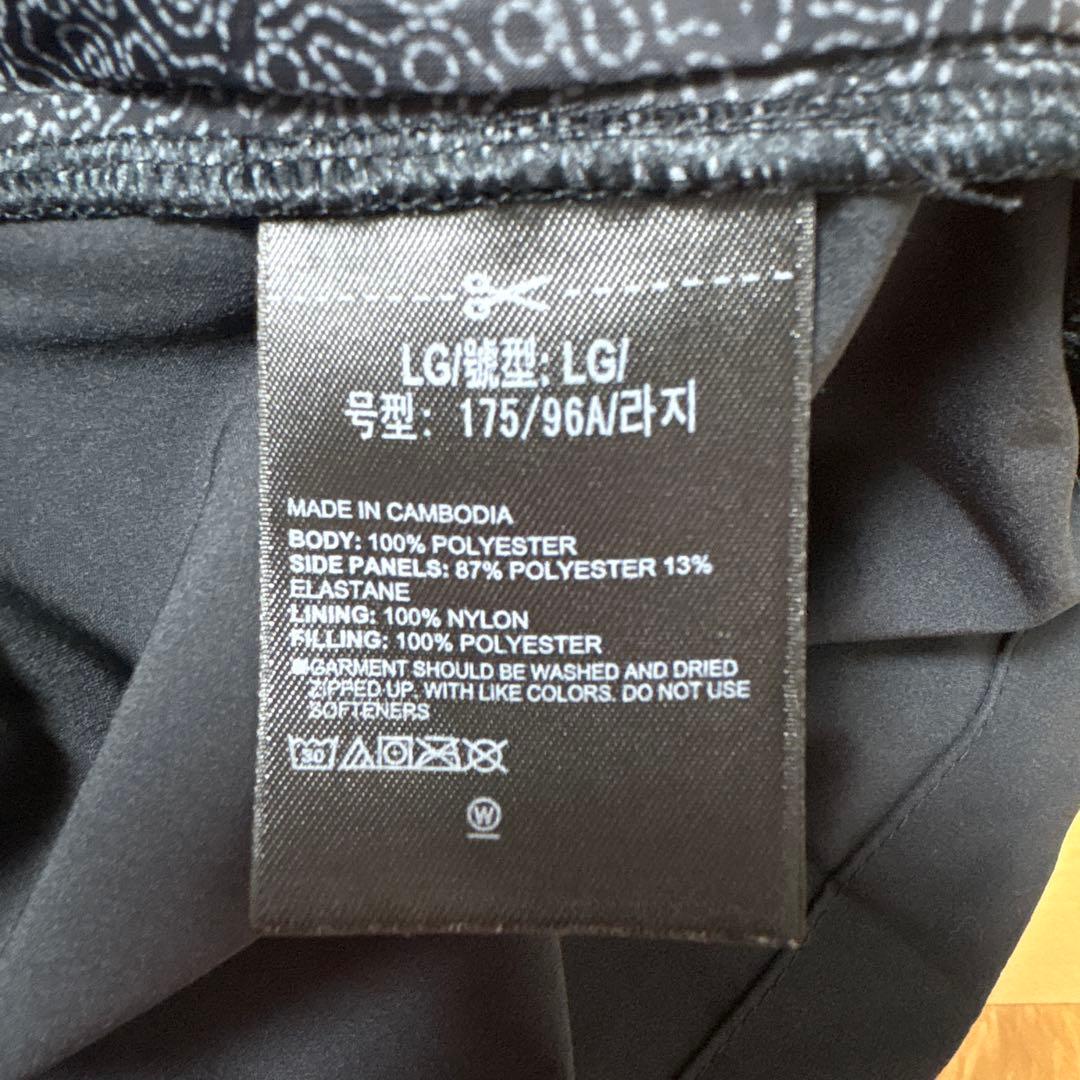 LG/號型: LG/
号型: 175/96A/라지
MADE IN CAMBODIA
BODY: 100% POLYESTER
SIDE PANELS: 87% POLYESTER 13%
ELASTANE
LINING: 100% NYLON
FILLING: 100% POLYESTER
GARMENT SHOULD BE WASHED AND DRIED
ZIPPED UP. WITH LIKE COLORS. DO NOT USE
SOFTENERS
30
W